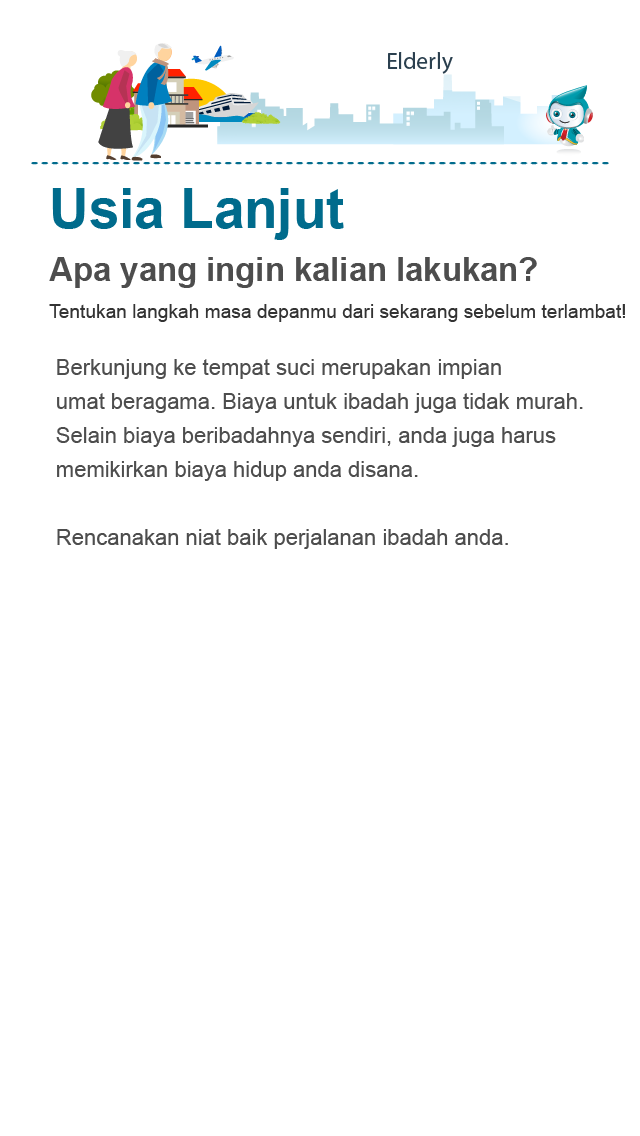 Elderly
Usia Lanjut
Apa yang ingin kalian lakukan?
Tentukan langkah masa depanmu dari sekarang sebelum terlambat!
Berkunjung ke tempat suci merupakan impian
umat beragama. Biaya untuk ibadah juga tidak murah.
Selain biaya beribadahnya sendiri, anda juga harus
memikirkan biaya hidup anda disana.
Rencanakan niat baik perjalanan ibadah anda.